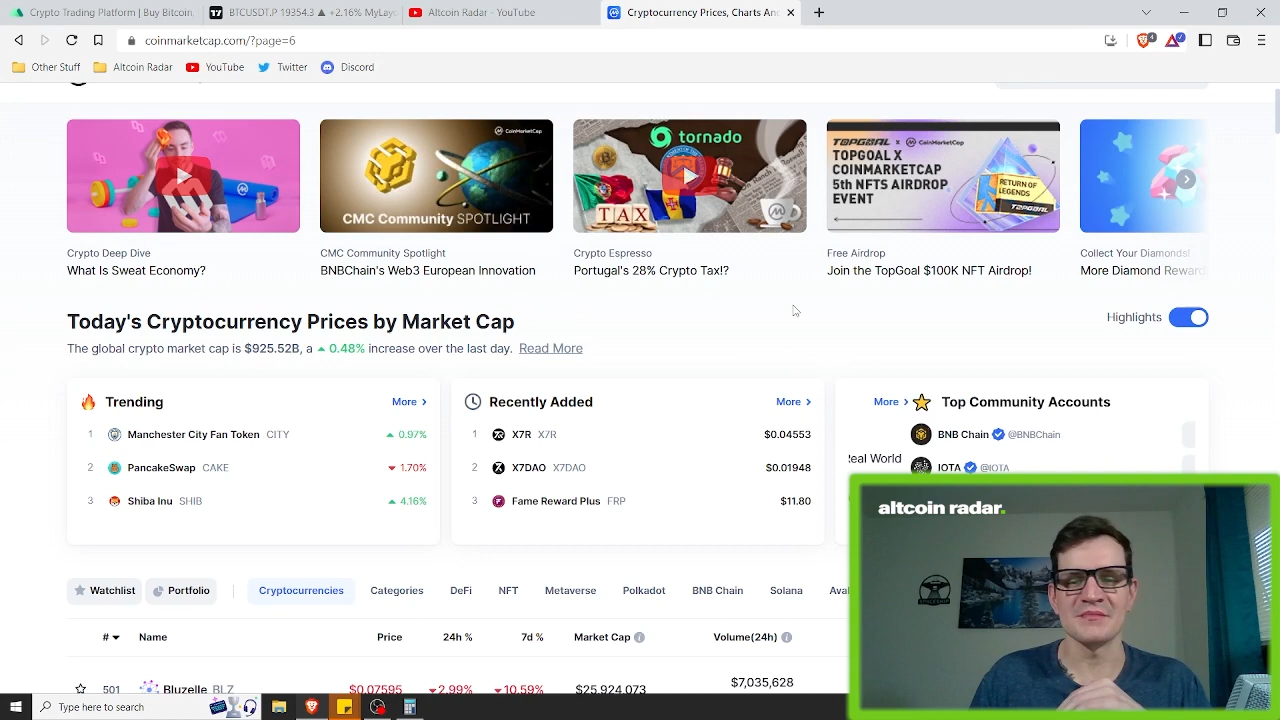 Crypto Trading Platform | Buy Bitcoin
BTCUSDT.P 19354.3 ▲ +2.16% MyLayo
Altcoin Radar - YouTube
Cryptocurrency Prices, Charts And
coinmarketcap.com/?page=6
4
Other Stuff
Altcoin Radar
YouTube
Twitter
Discord
CoinMarketCap
CMC Community SPOTLIGHT
tornado
TAX
TOPGOAL x CoinMarketCap
TOPGOAL X
COINMARKETCAP
5th NFTS AIRDROP
EVENT
RETURN OF
LEGENDS
TOPGOAL
Crypto Deep Dive
What Is Sweat Economy?
CMC Community Spotlight
BNBChain's Web3 European Innovation
Crypto Espresso
Portugal's 28% Crypto Tax!?
Free Airdrop
Join the TopGoal $100K NFT Airdrop!
Collect Your Diamonds!
More Diamond Reward
Today's Cryptocurrency Prices by Market Cap
Highlights
The global crypto market cap is $925.52B, a ▲ 0.48% increase over the last day. Read More
Trending
More >
1 Manchester City Fan Token CITY ▲ 0.97%
2 PancakeSwap CAKE ▼ 1.70%
3 Shiba Inu SHIB ▲ 4.16%
Recently Added
More >
1 X7R X7R $0.04553
2 X7DAO X7DAO $0.01948
3 Fame Reward Plus FRP $11.80
More >
Top Community Accounts
BNB Chain @BNBChain
Real World
IOTA @IOTA
altcoin radar.
Watchlist Portfolio Cryptocurrencies Categories DeFi NFT Metaverse Polkadot BNB Chain Solana Aval
# Name Price 24h % 7d % Market Cap Volume(24h)
501 Bluzelle BLZ $0.07595 ▼2.99% ▼10.59% $25,924,073 $7,035,628
Type here to search